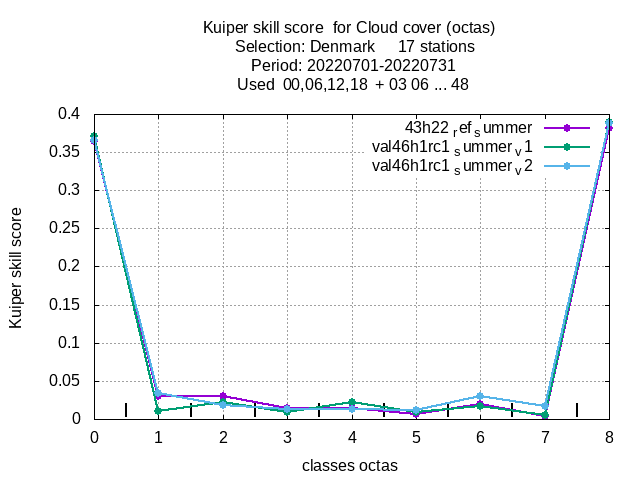 Kuiper skill score for Cloud cover (octas)
Selection: Denmark 17 stations
Period: 20220701-20220731
Used 00,06,12,18 + 03 06 ... 48
43h22 ref summer
val46h1rc1 summer v1
val46h1rc1 summer v2
0.4
0.35
0.3
0.25
0.2
0.15
0.1
0.05
0
Kuiper skill score
0 1 2 3 4 5 6 7 8
classes octas